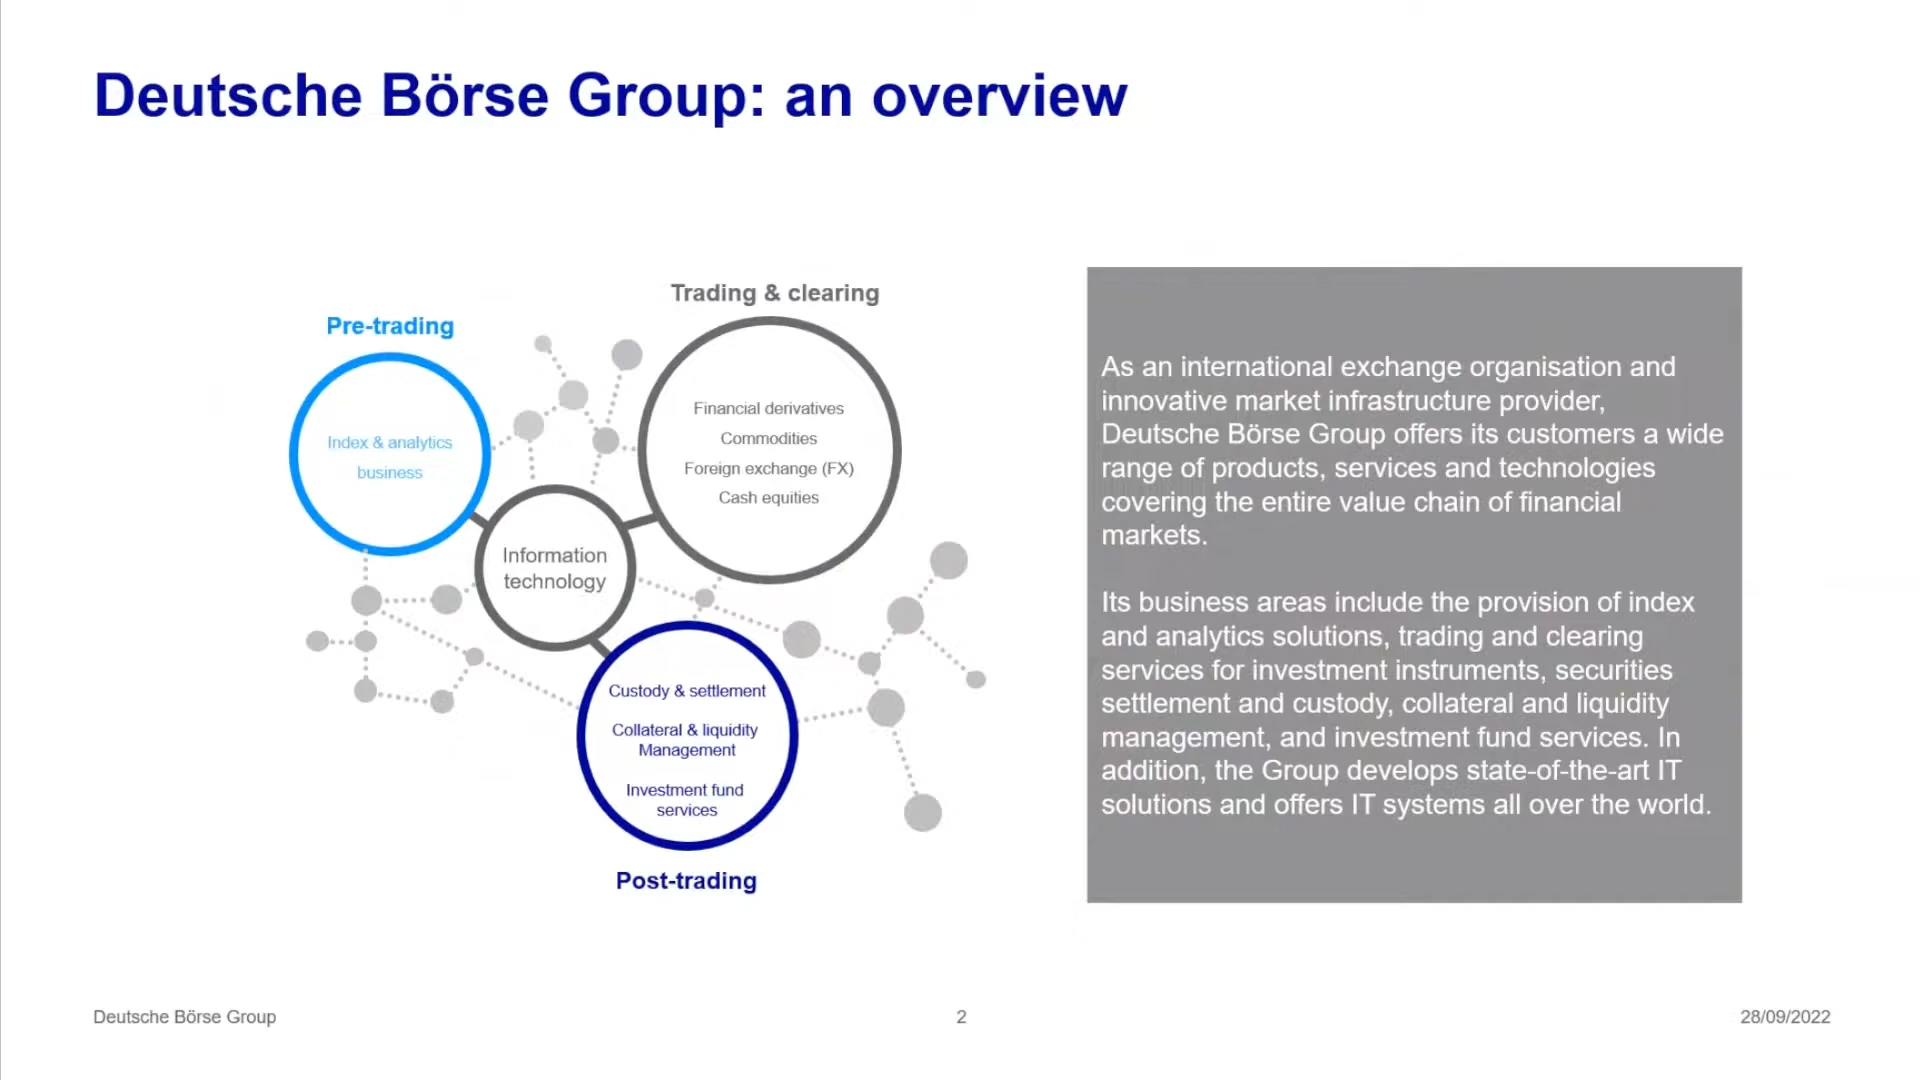 Deutsche Börse Group: an overview
Pre-trading
Index & analytics
business
Trading & clearing
Financial derivatives
Commodities
Foreign exchange (FX)
Cash equities
Information
technology
Custody & settlement
Collateral & liquidity
Management
Investment fund
services
Post-trading
As an international exchange organisation and
innovative market infrastructure provider,
Deutsche Börse Group offers its customers a wide
range of products, services and technologies
covering the entire value chain of financial
markets.
Its business areas include the provision of index
and analytics solutions, trading and clearing
services for investment instruments, securities
settlement and custody, collateral and liquidity
management, and investment fund services. In
addition, the Group develops state-of-the-art IT
solutions and offers IT systems all over the world.
Deutsche Börse Group
2
28/09/2022